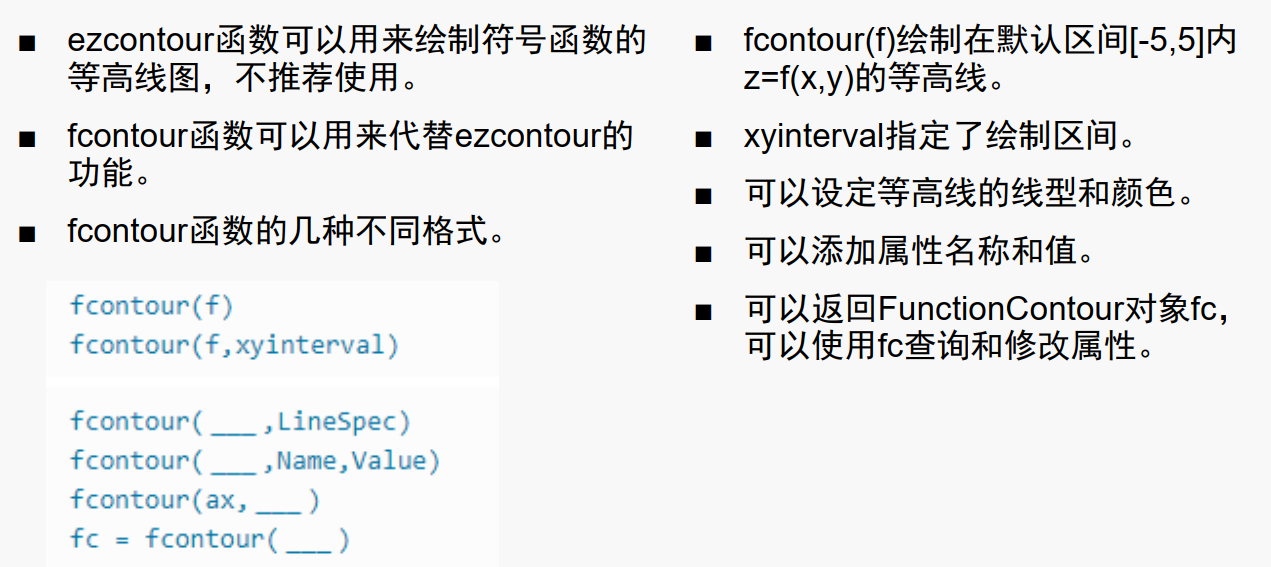 ■ ezcontour函数可以用来绘制符号函数的
等高线图，不推荐使用。
■ fcontour函数可以用来代替ezcontour的
功能。
■ fcontour函数的几种不同格式。
fcontour(f)
fcontour(f,xyinterval)
fcontour(___,LineSpec)
fcontour(___,Name,Value)
fcontour(ax,___)
fc = fcontour(___)
■ fcontour(f)绘制在默认区间[-5,5]内
z=f(x,y)的等高线。
■ xyinterval指定了绘制区间。
■ 可以设定等高线的线型和颜色。
■ 可以添加属性名称和值。
■ 可以返回FunctionContour对象fc，
可以使用fc查询和修改属性。